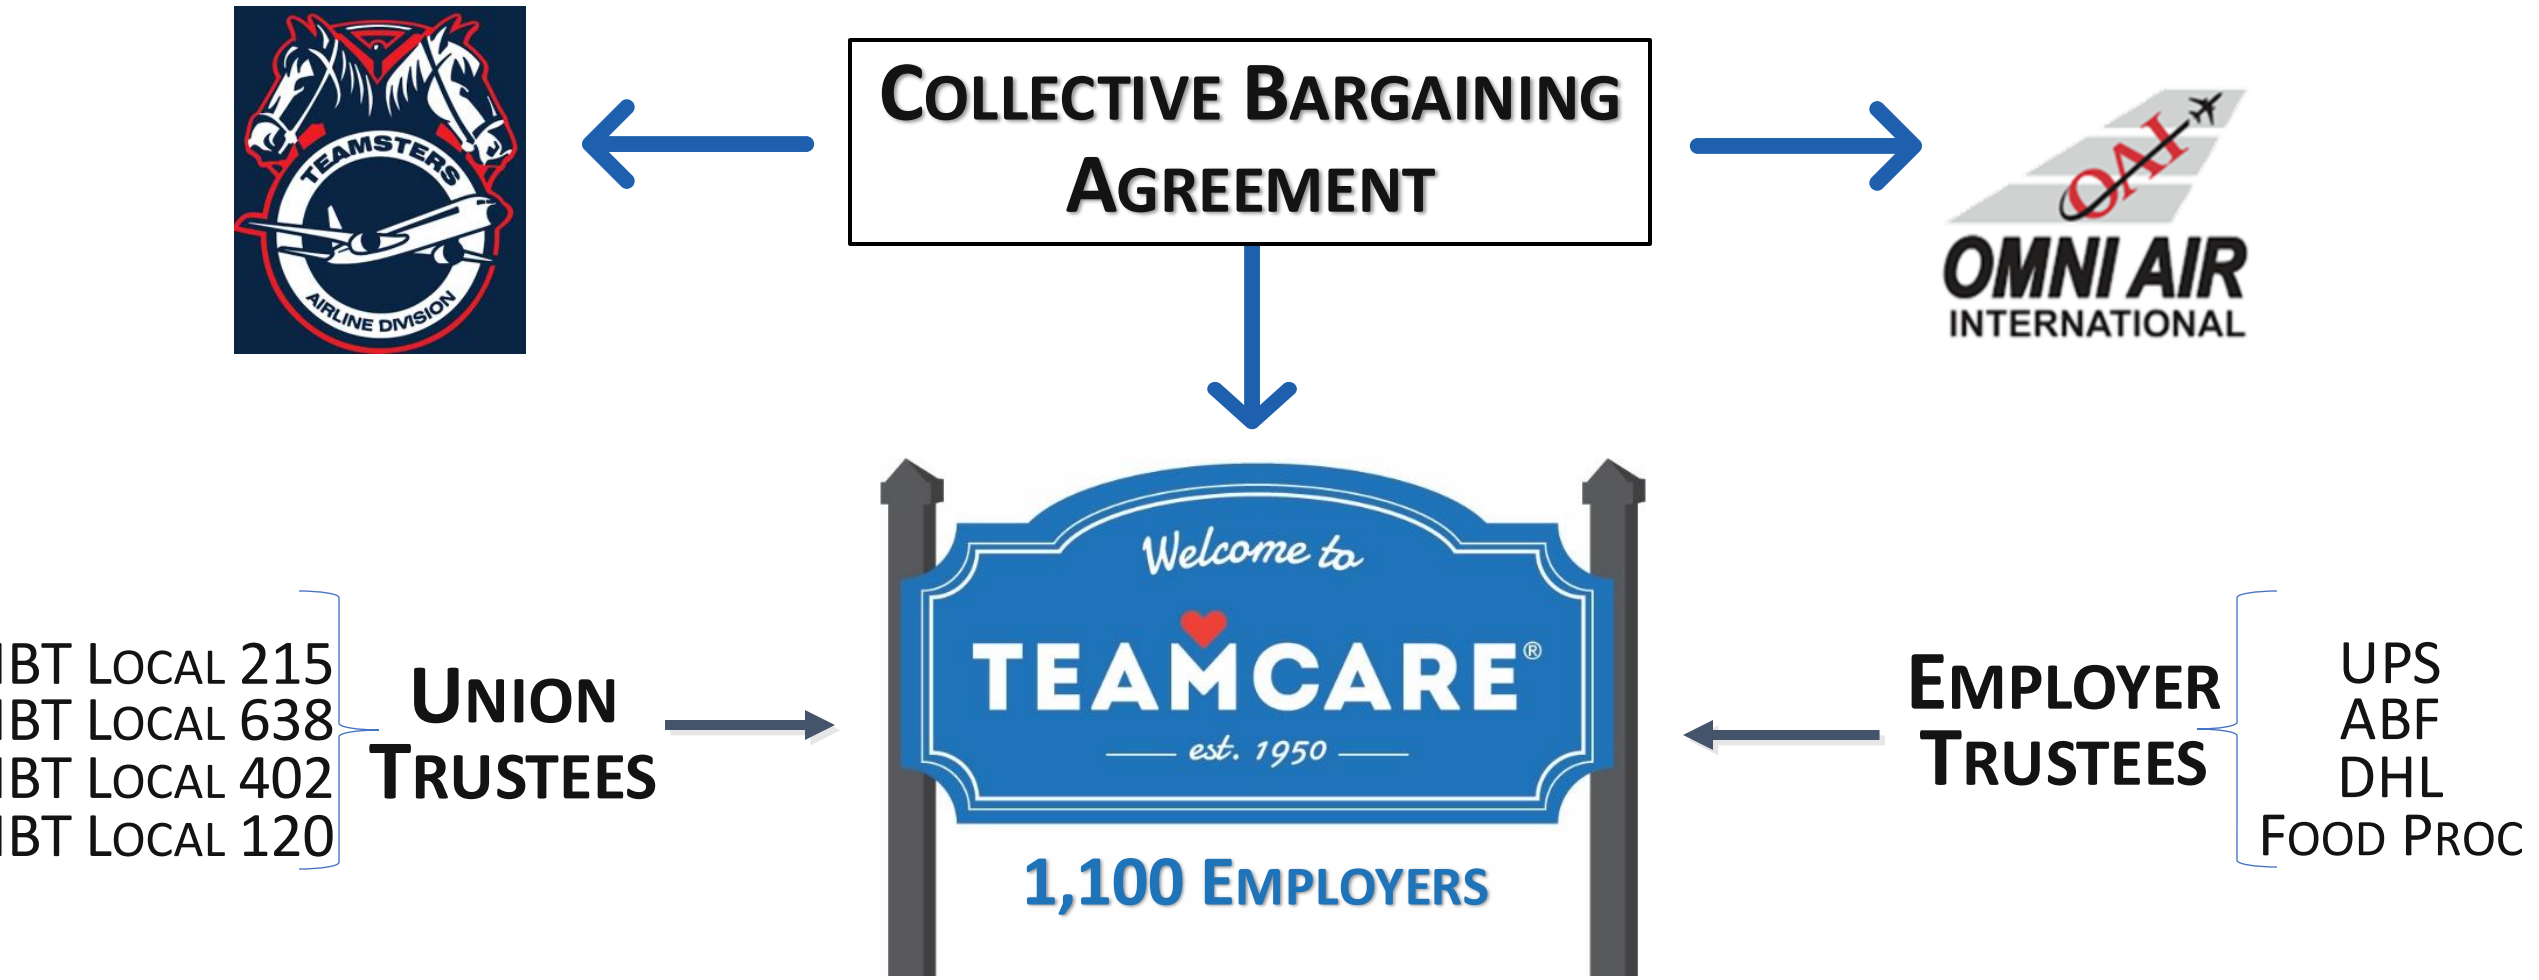 TEAMSTERS
AIRLINE DIVISION
COLLECTIVE BARGAINING
AGREEMENT
OAI
OMNI AIR
INTERNATIONAL
Welcome to
TEAMCARE®
est. 1950
1,100 EMPLOYERS
IBT LOCAL 215
IBT LOCAL 638
IBT LOCAL 402
IBT LOCAL 120
UNION
TRUSTEES
EMPLOYER
TRUSTEES
UPS
ABF
DHL
FOOD PROC